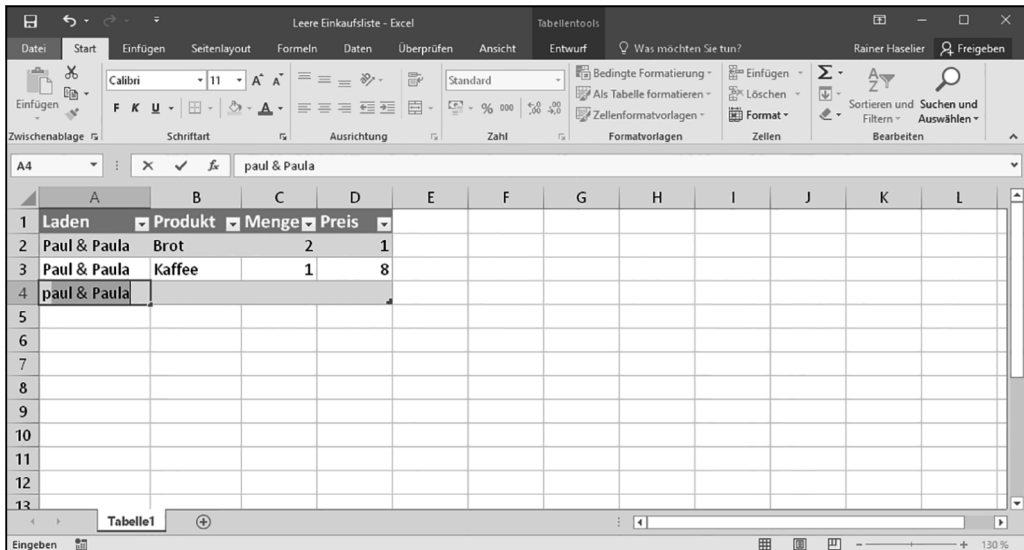 Leere Einkaufsliste - Excel
Tabellentools
Datei Start Einfügen Seitenlayout Formeln Daten Überprüfen Ansicht Entwurf Was möchten Sie tun? Rainer Haselier Freigeben
Einfügen
Zwischenablage
Calibri 11 A A
F K U A
Schriftart
Ausrichtung
Standard
% 000
Zahl
Bedingte Formatierung
Als Tabelle formatieren
Zellenformatvorlagen
Formatvorlagen
Einfügen
Löschen
Format
Zellen
Σ
Sortieren und Filtern
Suchen und Auswählen
Bearbeiten
A4 fx paul & Paula
A B C D E F G H I J K L
1 Laden Produkt Menge Preis
2 Paul & Paula Brot 2 1
3 Paul & Paula Kaffee 1 8
4 paul & Paula
5
6
7
8
9
10
11
12
13
Tabelle1
Eingeben 130 %